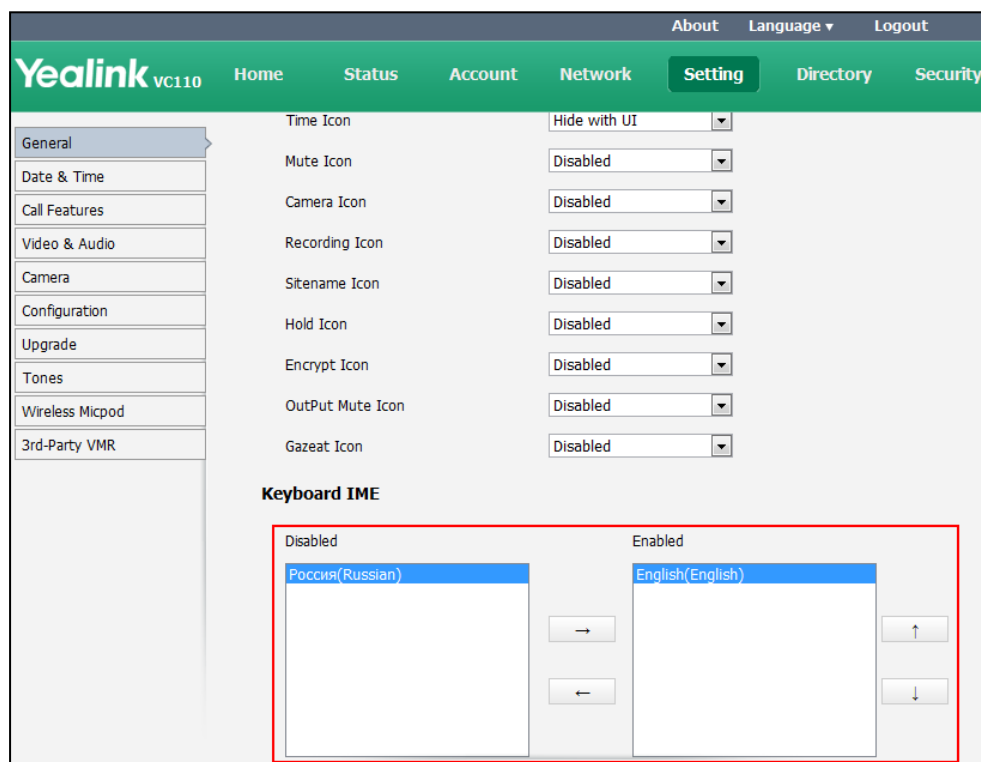 About Language ▾ Logout
Yealink VC110 Home Status Account Network Setting Directory Security
General
Date & Time
Call Features
Video & Audio
Camera
Configuration
Upgrade
Tones
Wireless Micpod
3rd-Party VMR
Time Icon Hide with UI
Mute Icon Disabled
Camera Icon Disabled
Recording Icon Disabled
Sitename Icon Disabled
Hold Icon Disabled
Encrypt Icon Disabled
OutPut Mute Icon Disabled
Gazeat Icon Disabled
Keyboard IME
Disabled Enabled
Россия(Russian) English(English)
→ ↑
← ↓